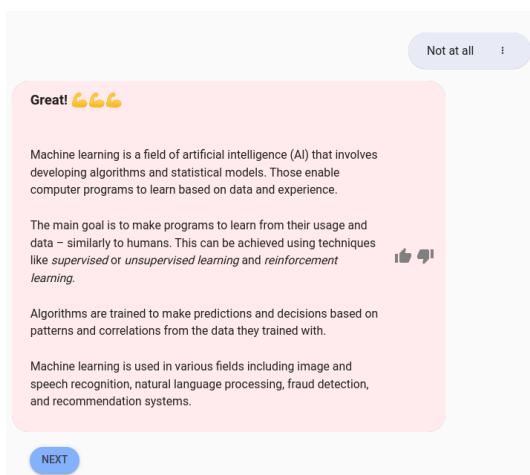 Not at all
Great! 💪💪💪
Machine learning is a field of artificial intelligence (AI) that involves
developing algorithms and statistical models. Those enable
computer programs to learn based on data and experience.
The main goal is to make programs to learn from their usage and
data – similarly to humans. This can be achieved using techniques
like supervised or unsupervised learning and reinforcement
learning.
Algorithms are trained to make predictions and decisions based on
patterns and correlations from the data they trained with.
Machine learning is used in various fields including image and
speech recognition, natural language processing, fraud detection,
and recommendation systems.
NEXT